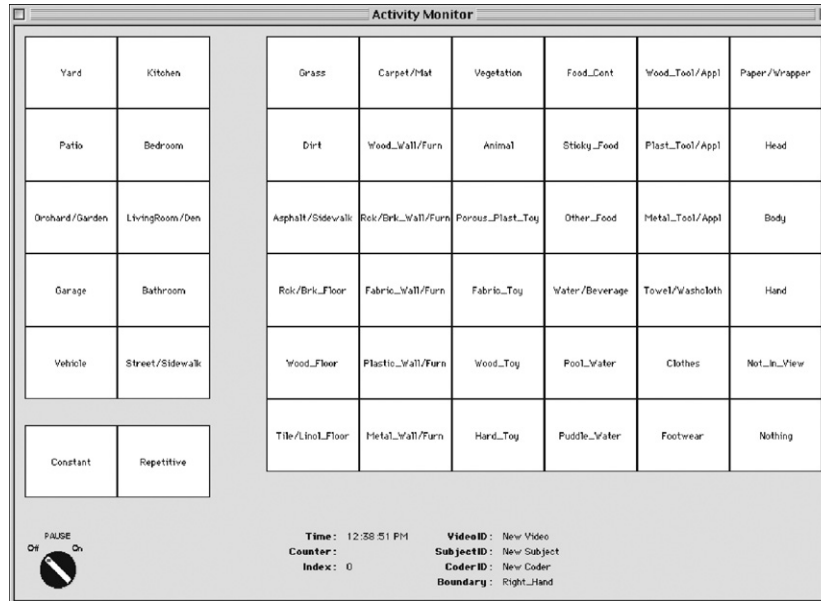 Activity Monitor
Yard Kitchen Grass Carpet/Mat Vegetation Food_Cont Wood_Tool/Appl Paper/Wrapper
Patio Bedroom Dirt Wood_Wall/Furn Animal Sticky_Food Plast_Tool/Appl Head
Orchard/Garden LivingRoom/Den Asphalt/Sidewalk Rok/Brk_Wall/Furn Porous_Plast_Toy Other_Food Metal_Tool/Appl Body
Garage Bathroom Rok/Brk_Floor Fabric_Wall/Furn Fabric_Toy Water/Beverage Towel/Washcloth Hand
Vehicle Street/Sidewalk Wood_Floor Plastic_Wall/Furn Wood_Toy Pool_Water Clothes Not_In_View
Tile/Linol_Floor Metal_Wall/Furn Hard_Toy Puddle_Water Footwear Nothing
Constant Repetitive
PAUSE
Off On
Time: 12:38:51 PM VideoID: New Video
Counter: SubjectID: New Subject
Index: 0 CoderID: New Coder
Boundary: Right_Hand